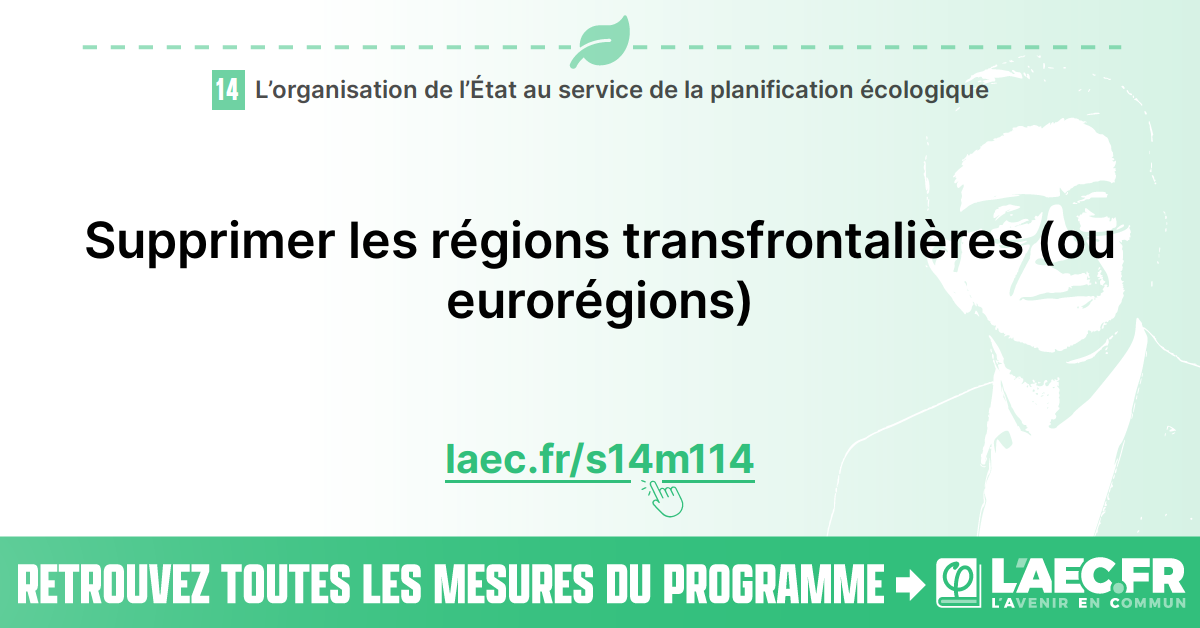 14 L’organisation de l’État au service de la planification écologique
Supprimer les régions transfrontalières (ou
eurorégions)
laec.fr/s14m114
RETROUVEZ TOUTES LES MESURES DU PROGRAMME
φ L'AEC.FR
L'AVENIR EN COMMUN